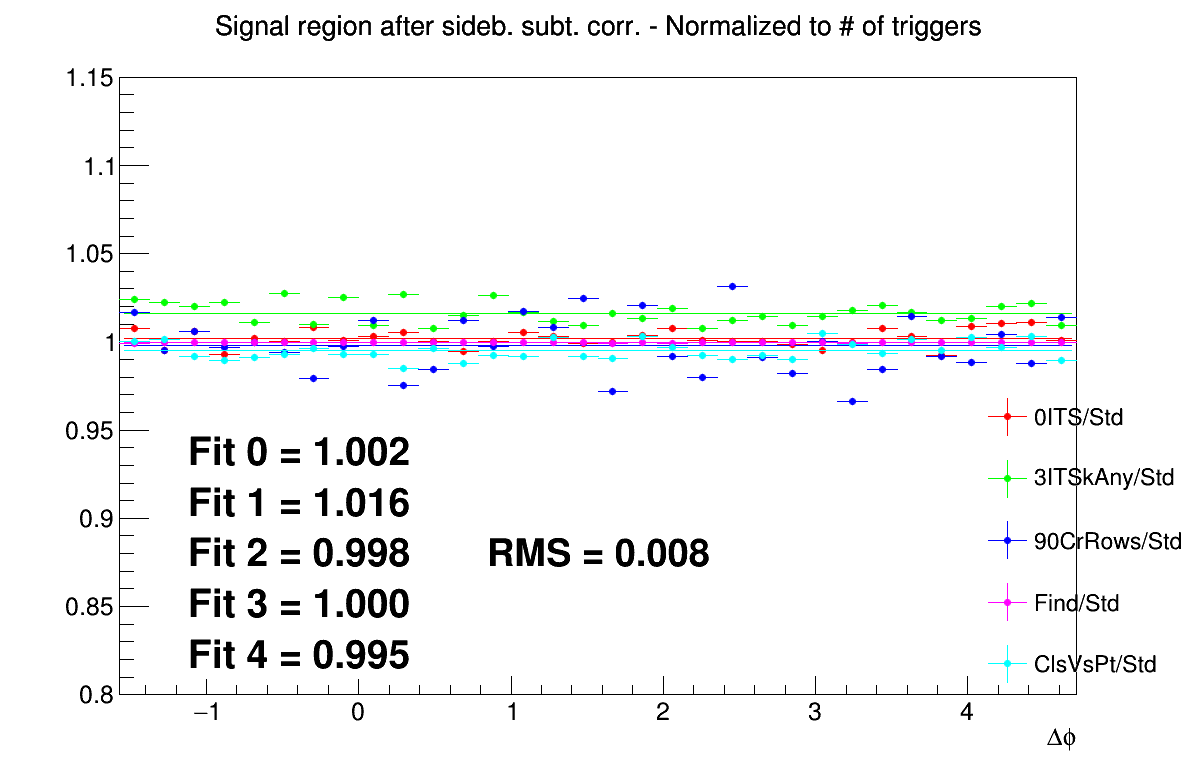 Signal region after sideb. subt. corr. - Normalized to # of triggers
1.15
1.1
1.05
1
0.95
0.9
0.85
0.8
−1
0
1
2
3
4
Δϕ
Fit 0 = 1.002
Fit 1 = 1.016
Fit 2 = 0.998
Fit 3 = 1.000
Fit 4 = 0.995
RMS = 0.008
0ITS/Std
3ITSkAny/Std
90CrRows/Std
Find/Std
ClsVsPt/Std